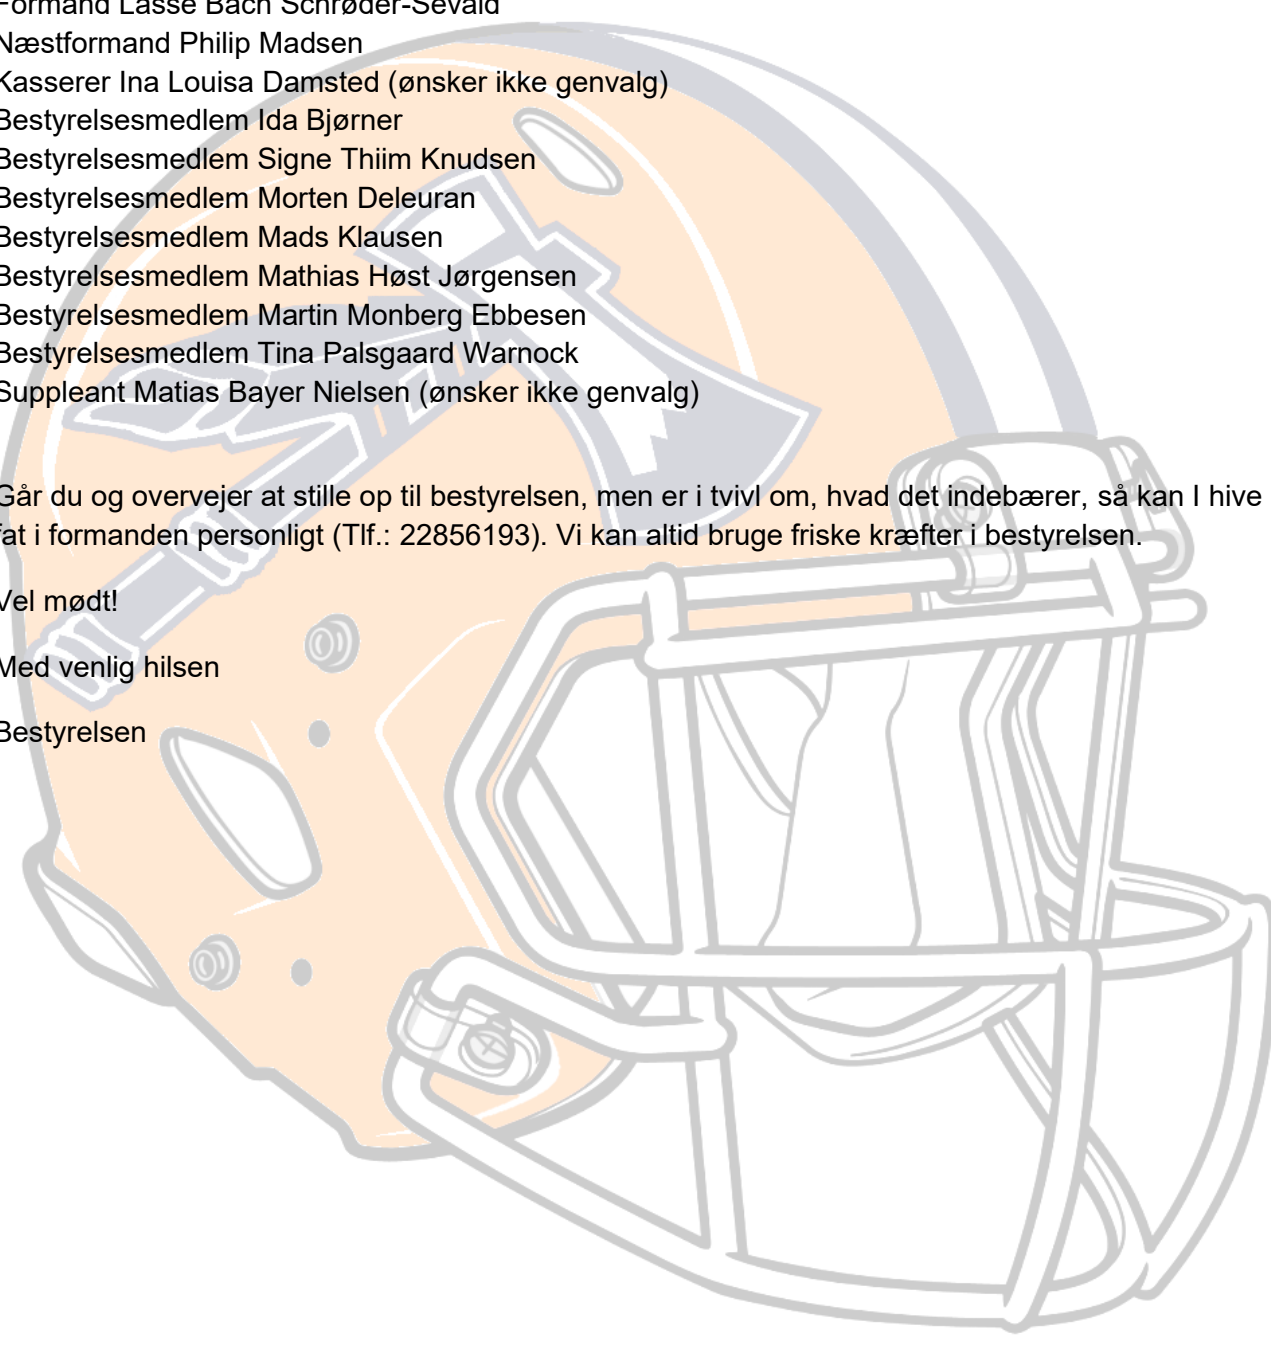 Formand Lasse Bach Schrøder-Sevald
Næstformand Philip Madsen
Kasserer Ina Louisa Damsted (ønsker ikke genvalg)
Bestyrelsesmedlem Ida Bjørner
Bestyrelsesmedlem Signe Thiim Knudsen
Bestyrelsesmedlem Morten Deleuran
Bestyrelsesmedlem Mads Klausen
Bestyrelsesmedlem Mathias Høst Jørgensen
Bestyrelsesmedlem Martin Monberg Ebbesen
Bestyrelsesmedlem Tina Palsgaard Warnock
Suppleant Matias Bayer Nielsen (ønsker ikke genvalg)
Går du og overvejer at stille op til bestyrelsen, men er i tvivl om, hvad det indebærer, så kan I hive
fat i formanden personligt (Tlf.: 22856193). Vi kan altid bruge friske kræfter i bestyrelsen.
Vel mødt!
Med venlig hilsen
Bestyrelsen